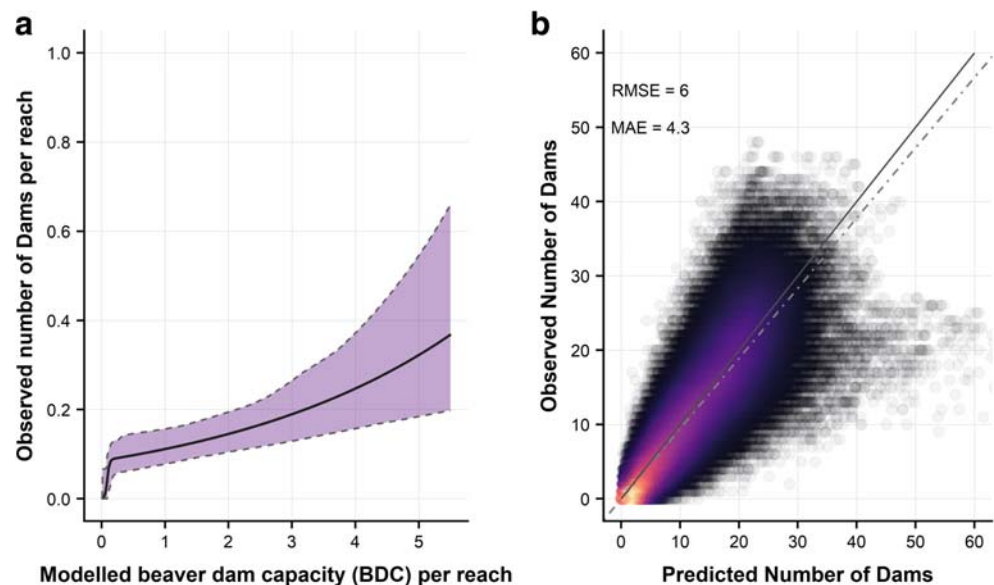 a
Observed number of Dams per reach
1.0
0.8
0.6
0.4
0.2
0.0
0 1 2 3 4 5
Modelled beaver dam capacity (BDC) per reach
b
Observed Number of Dams
60
50
40
30
20
10
0
RMSE = 6
MAE = 4.3
0 10 20 30 40 50 60
Predicted Number of Dams